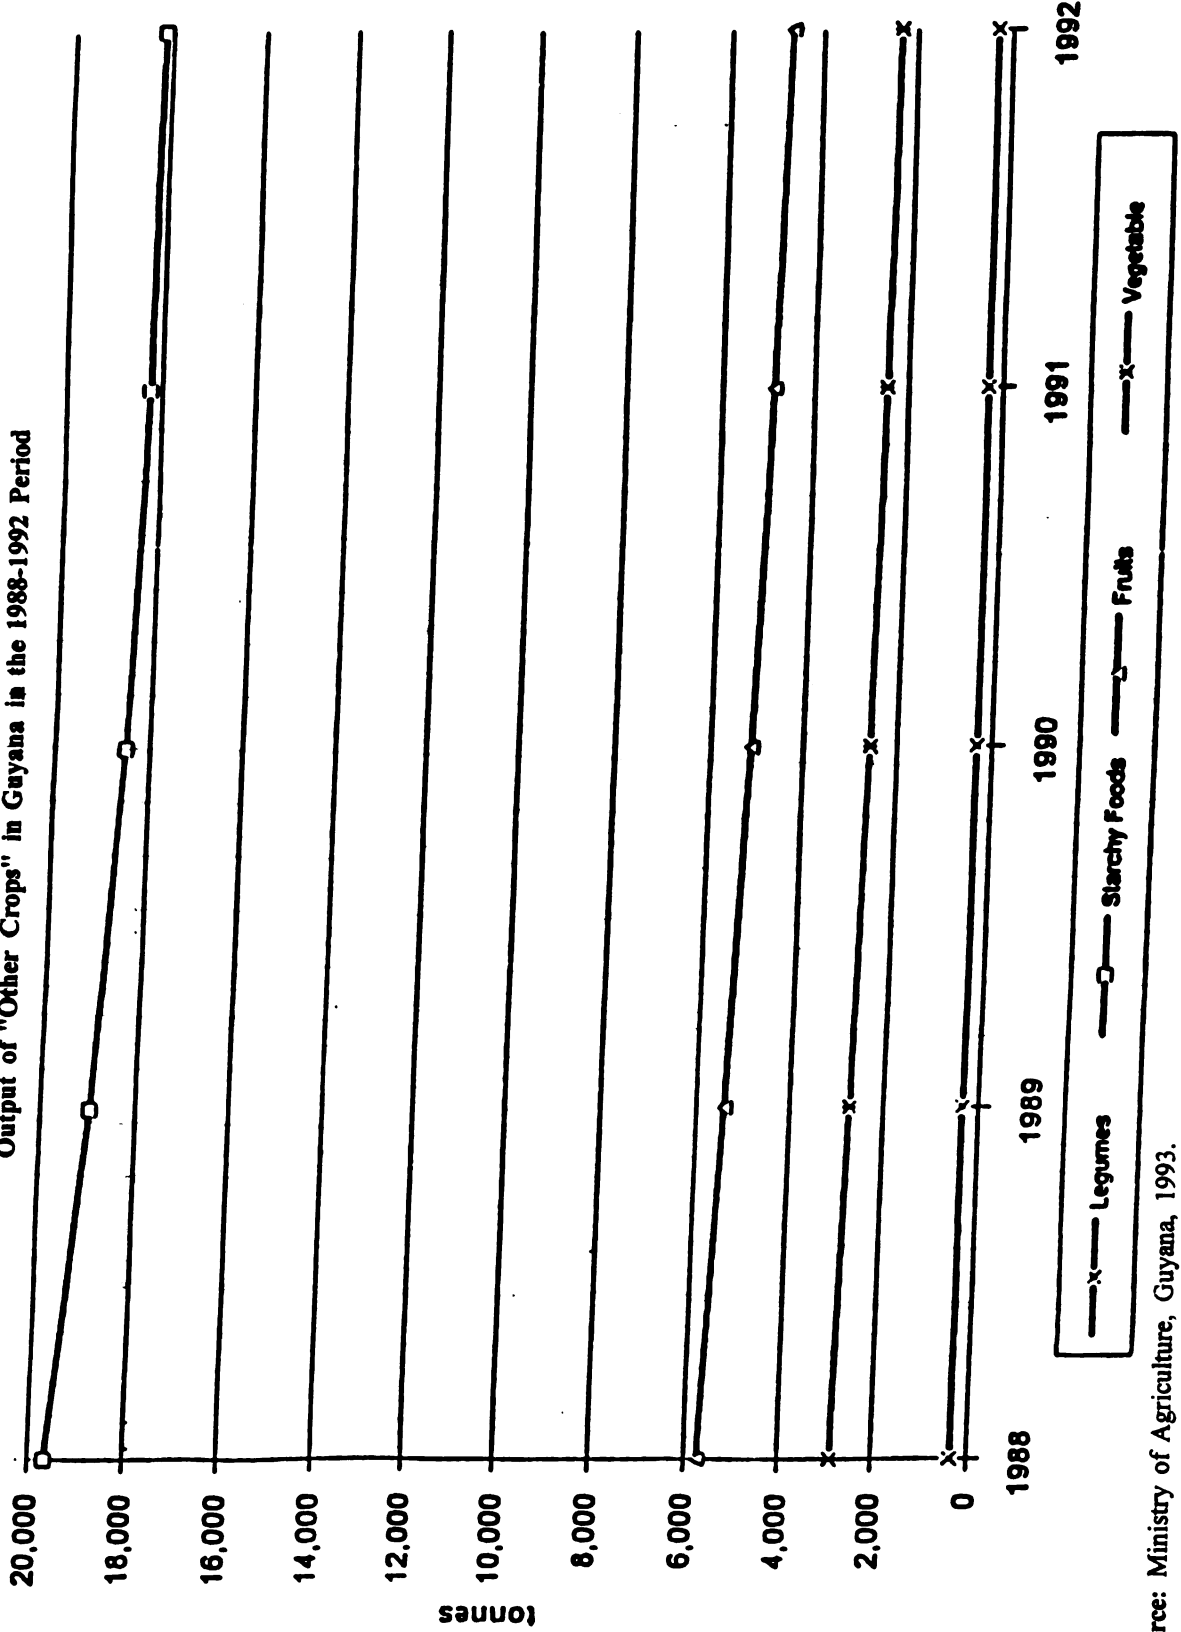 Output of "Other Crops" in Guyana in the 1988-1992 Period
20,000
18,000
16,000
14,000
12,000
10,000
8,000
6,000
4,000
2,000
0
tonnes
1988
1989
1990
1991
1992
Legumes
Starchy Foods
Fruits
Vegetable
rce: Ministry of Agriculture, Guyana, 1993.